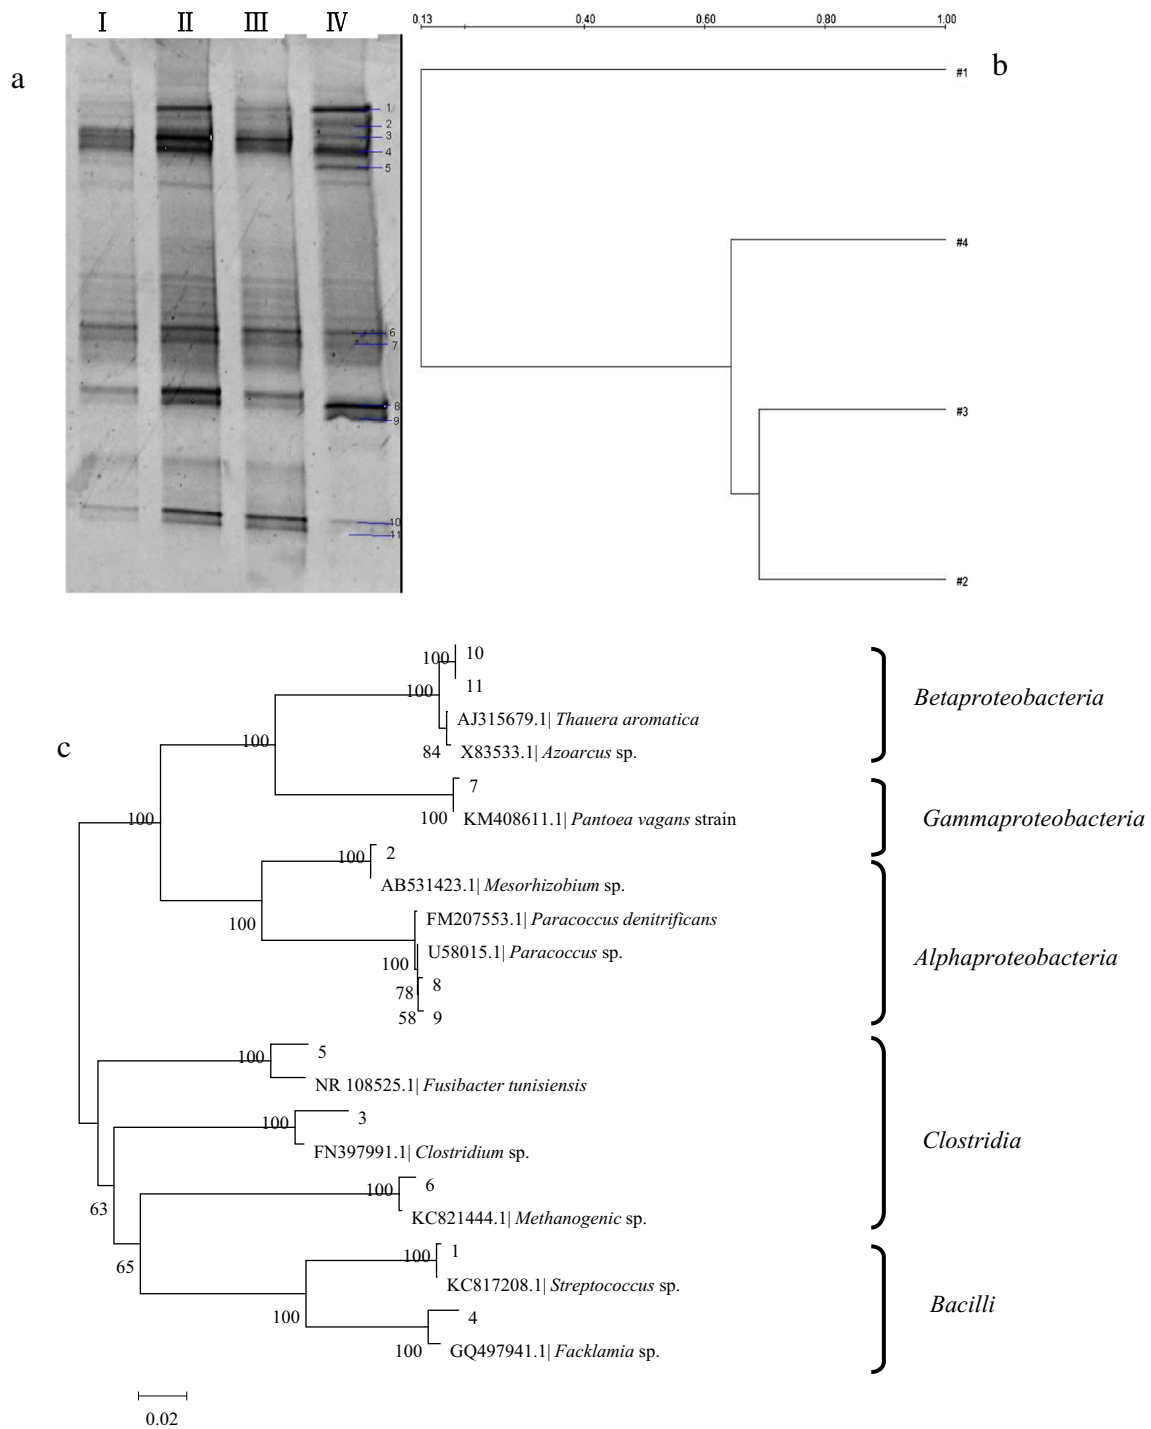 I II III IV
a
1
2
3
4
5
6
7
8
9
10
11
0.13 0.40 0.60 0.80 1.00
b
#1
#4
#3
#2
c
100 10
100 11
AJ315679.1| Thauera aromatica
84 X83533.1| Azoarcus sp.
Betaproteobacteria
100
7
100 KM408611.1| Pantoea vagans strain
Gammaproteobacteria
100
100 2
AB531423.1| Mesorhizobium sp.
100
FM207553.1| Paracoccus denitrificans
U58015.1| Paracoccus sp.
100
78 8
58 9
Alphaproteobacteria
100 5
NR 108525.1| Fusibacter tunisiensis
100 3
FN397991.1| Clostridium sp.
63
100 6
KC821444.1| Methanogenic sp.
Clostridia
65
100 1
KC817208.1| Streptococcus sp.
100
4
100 GQ497941.1| Facklamia sp.
Bacilli
0.02